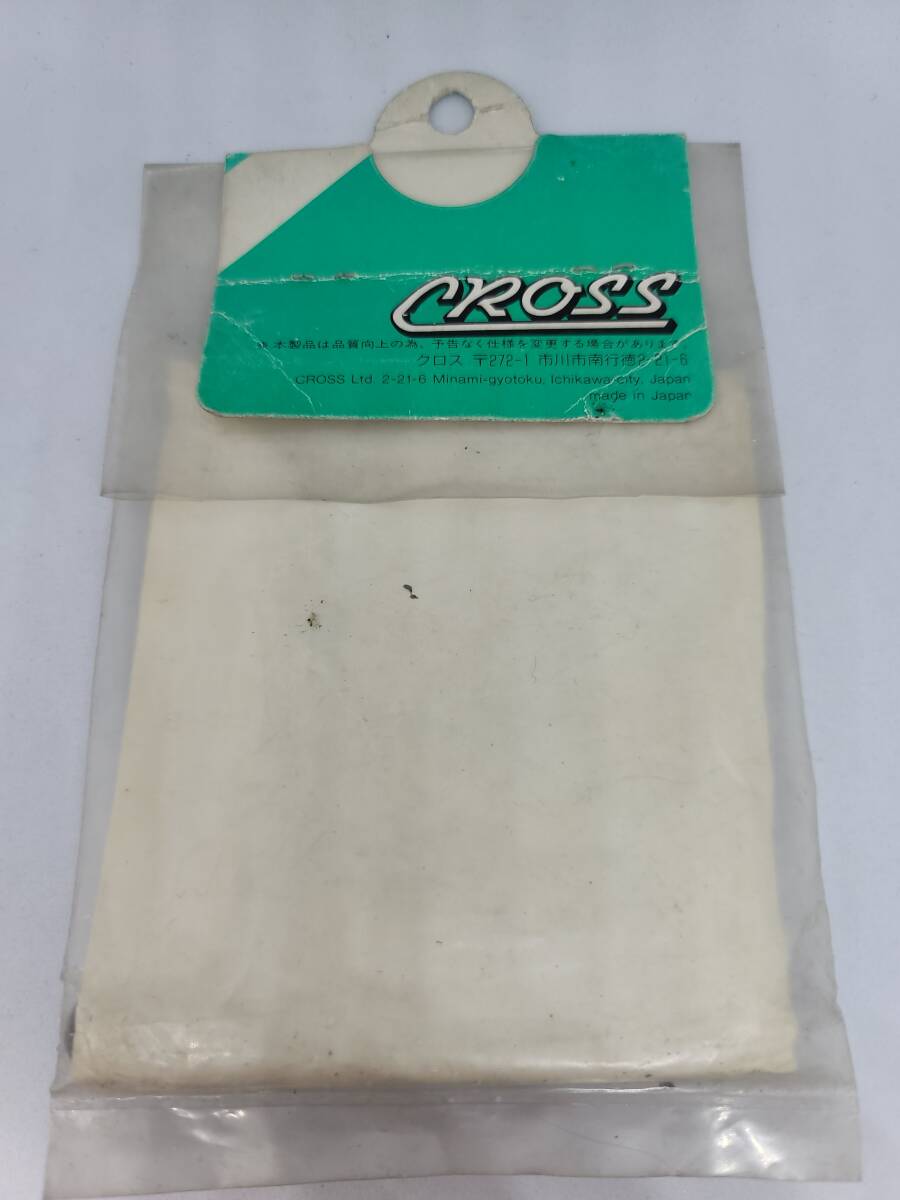 CROSS
※本製品は品質向上の為、予告なく仕様を変更する場合があります。
クロス 〒272-1 市川市南行徳2-21-6
CROSS Ltd. 2-21-6 Minami-gyotoku, Ichikawa-city, Japan
made in Japan